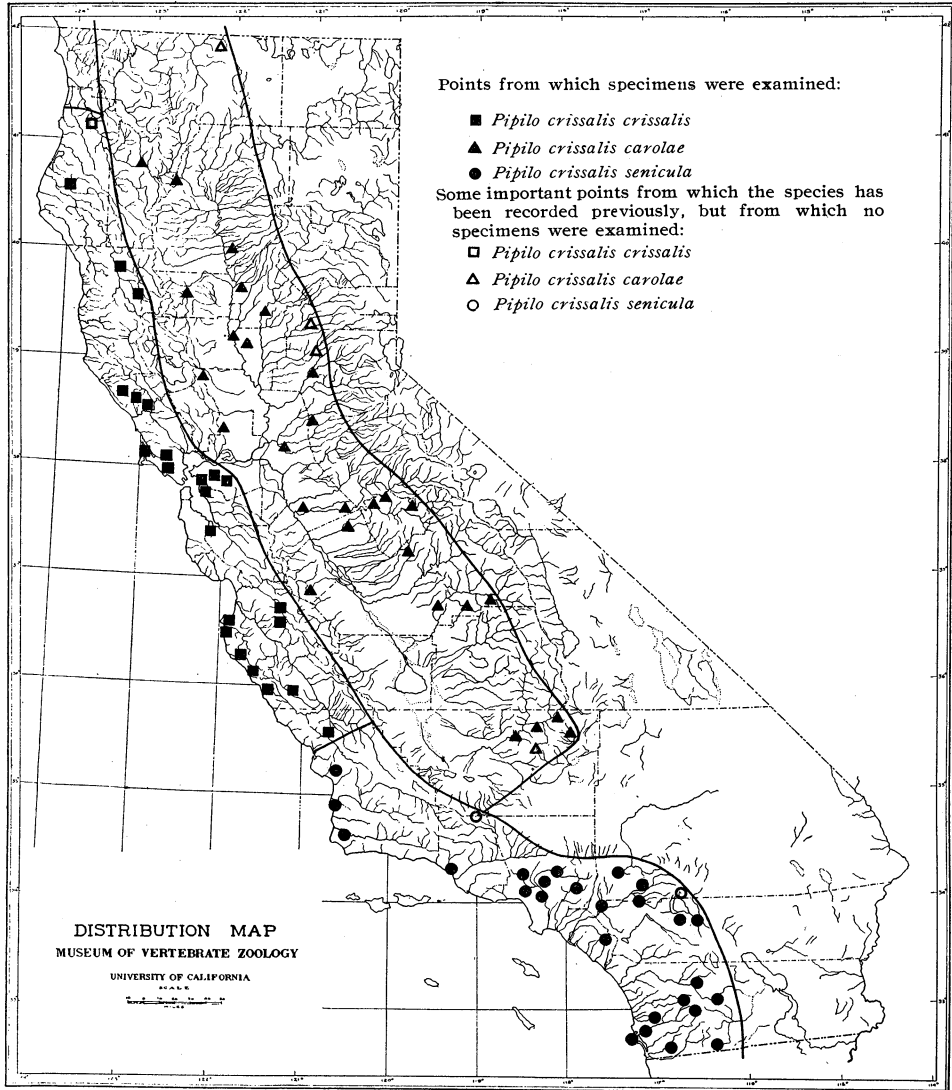 Points from which specimens were examined:
Pipilo crissalis crissalis
Pipilo crissalis carolae
Pipilo crissalis senicula
Some important points from which the species has
been recorded previously, but from which no
specimens were examined:
Pipilo crissalis crissalis
Pipilo crissalis carolae
Pipilo crissalis senicula
DISTRIBUTION MAP
MUSEUM OF VERTEBRATE ZOOLOGY
UNIVERSITY OF CALIFORNIA
SCALE
MILES